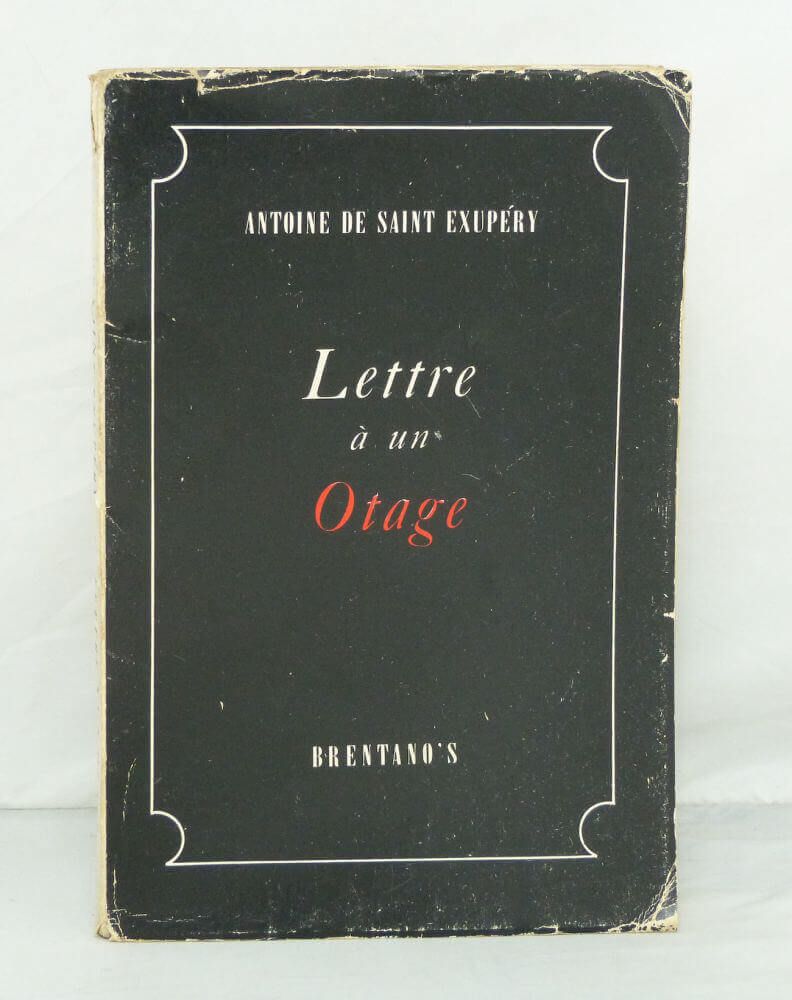 ANTOINE DE SAINT EXUPÉRY
Lettre
à un
Otage
BRENTANO'S